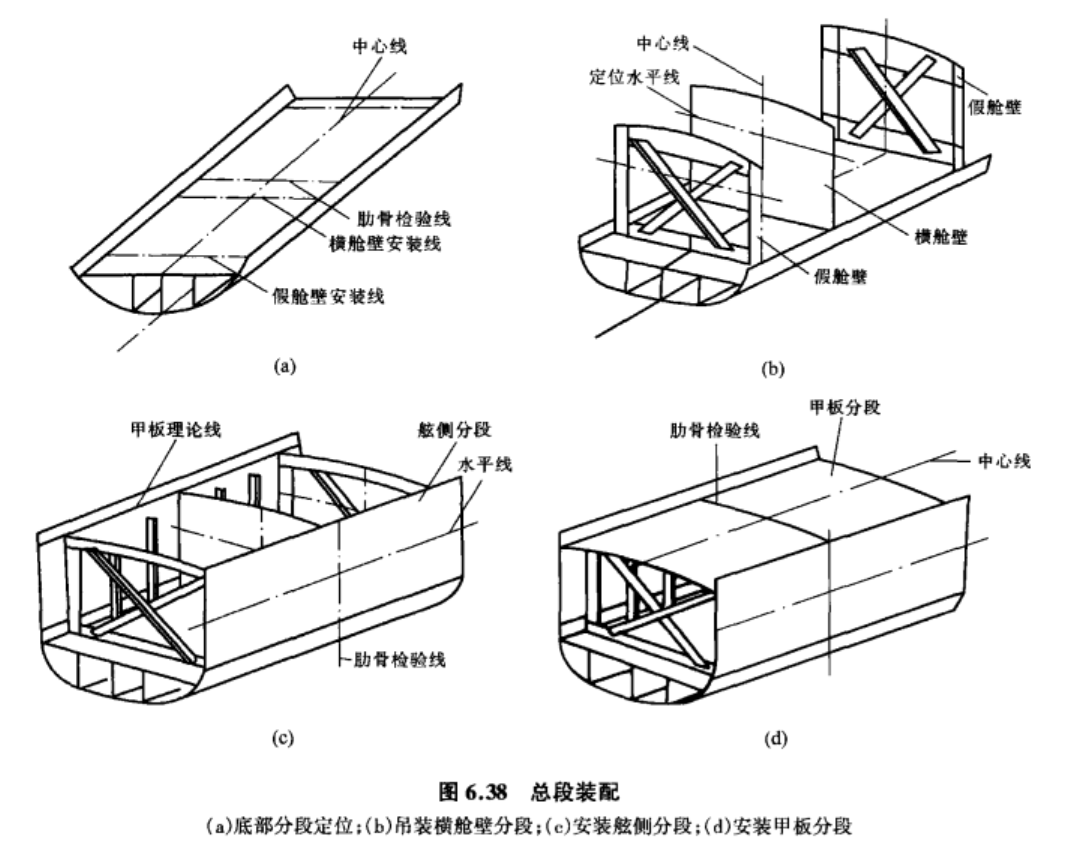 中心线
肋骨检验线
横舱壁安装线
假舱壁安装线
(a)
中心线
定位水平线
假舱壁
横舱壁
假舱壁
(b)
甲板理论线
舷侧分段
水平线
肋骨检验线
(c)
甲板分段
肋骨检验线
中心线
(d)
图 6.38 总段装配
(a)底部分段定位;(b)吊装横舱壁分段;(c)安装舷侧分段;(d)安装甲板分段